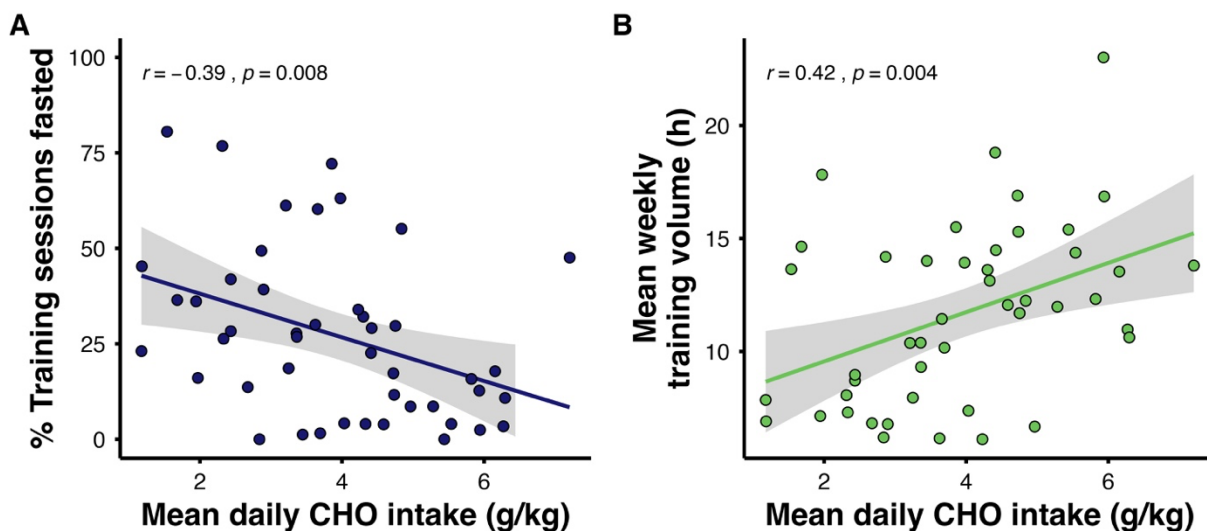 A
% Training sessions fasted
100
75
50
25
0
r = −0.39 , p = 0.008
2
4
6
Mean daily CHO intake (g/kg)
B
Mean weekly
training volume (h)
20
15
10
r = 0.42 , p = 0.004
2
4
6
Mean daily CHO intake (g/kg)